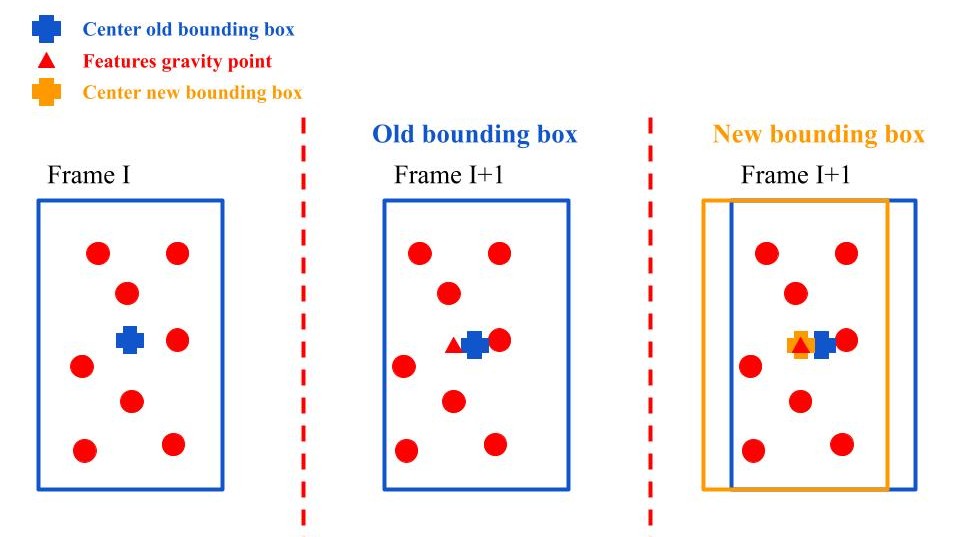 Center old bounding box
Features gravity point
Center new bounding box
Old bounding box
New bounding box
Frame I
Frame I+1
Frame I+1